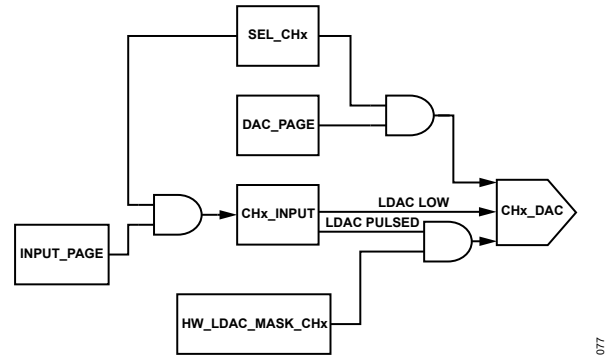 SEL_CHx
DAC_PAGE
CHx_INPUT
LDAC LOW
LDAC PULSED
CHx_DAC
INPUT_PAGE
HW_LDAC_MASK_CHx
077